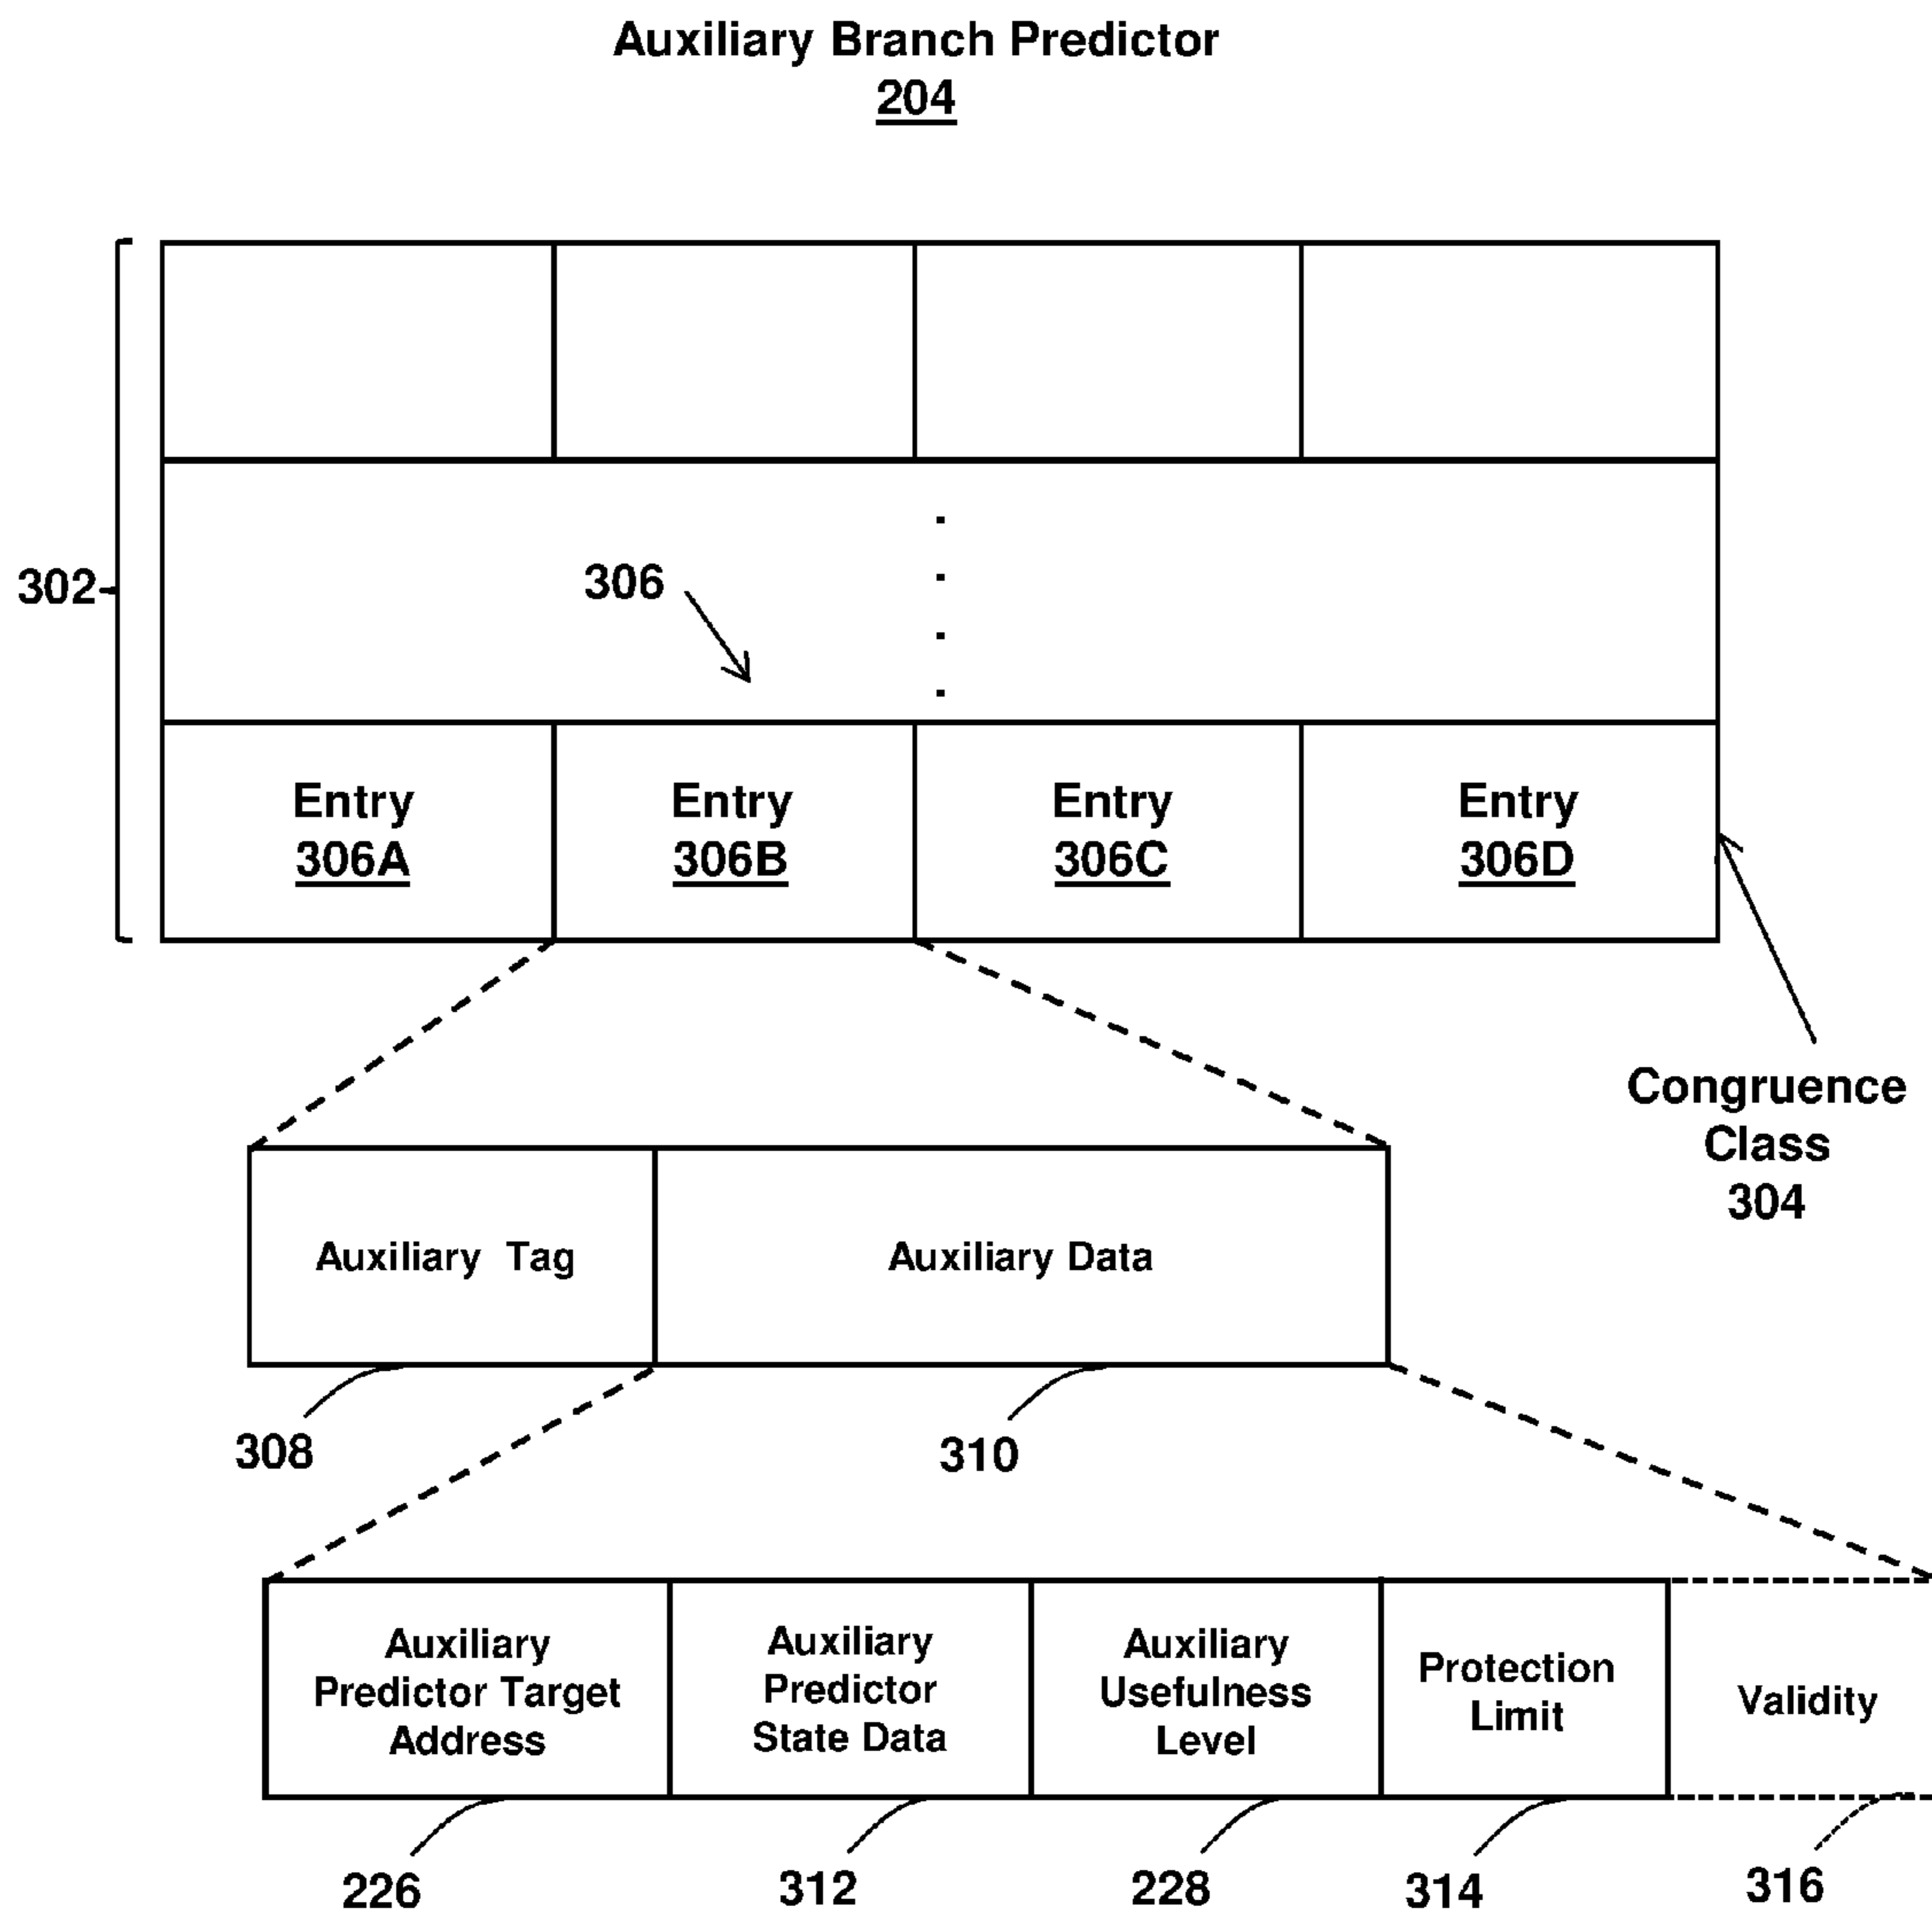 Auxiliary Branch Predictor
204
302
306
Entry
306A
Entry
306B
Entry
306C
Entry
306D
Congruence
Class
304
Auxiliary Tag
Auxiliary Data
308
310
Auxiliary
Predictor Target
Address
Auxiliary
Predictor
State Data
Auxiliary
Usefulness
Level
Protection
Limit
Validity
226
312
228
314
316